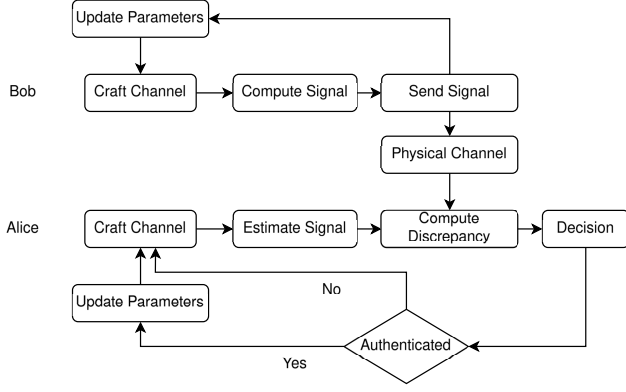 Update Parameters
Bob
Craft Channel
Compute Signal
Send Signal
Physical Channel
Alice
Craft Channel
Estimate Signal
Compute
Discrepancy
Decision
No
Update Parameters
Authenticated
Yes